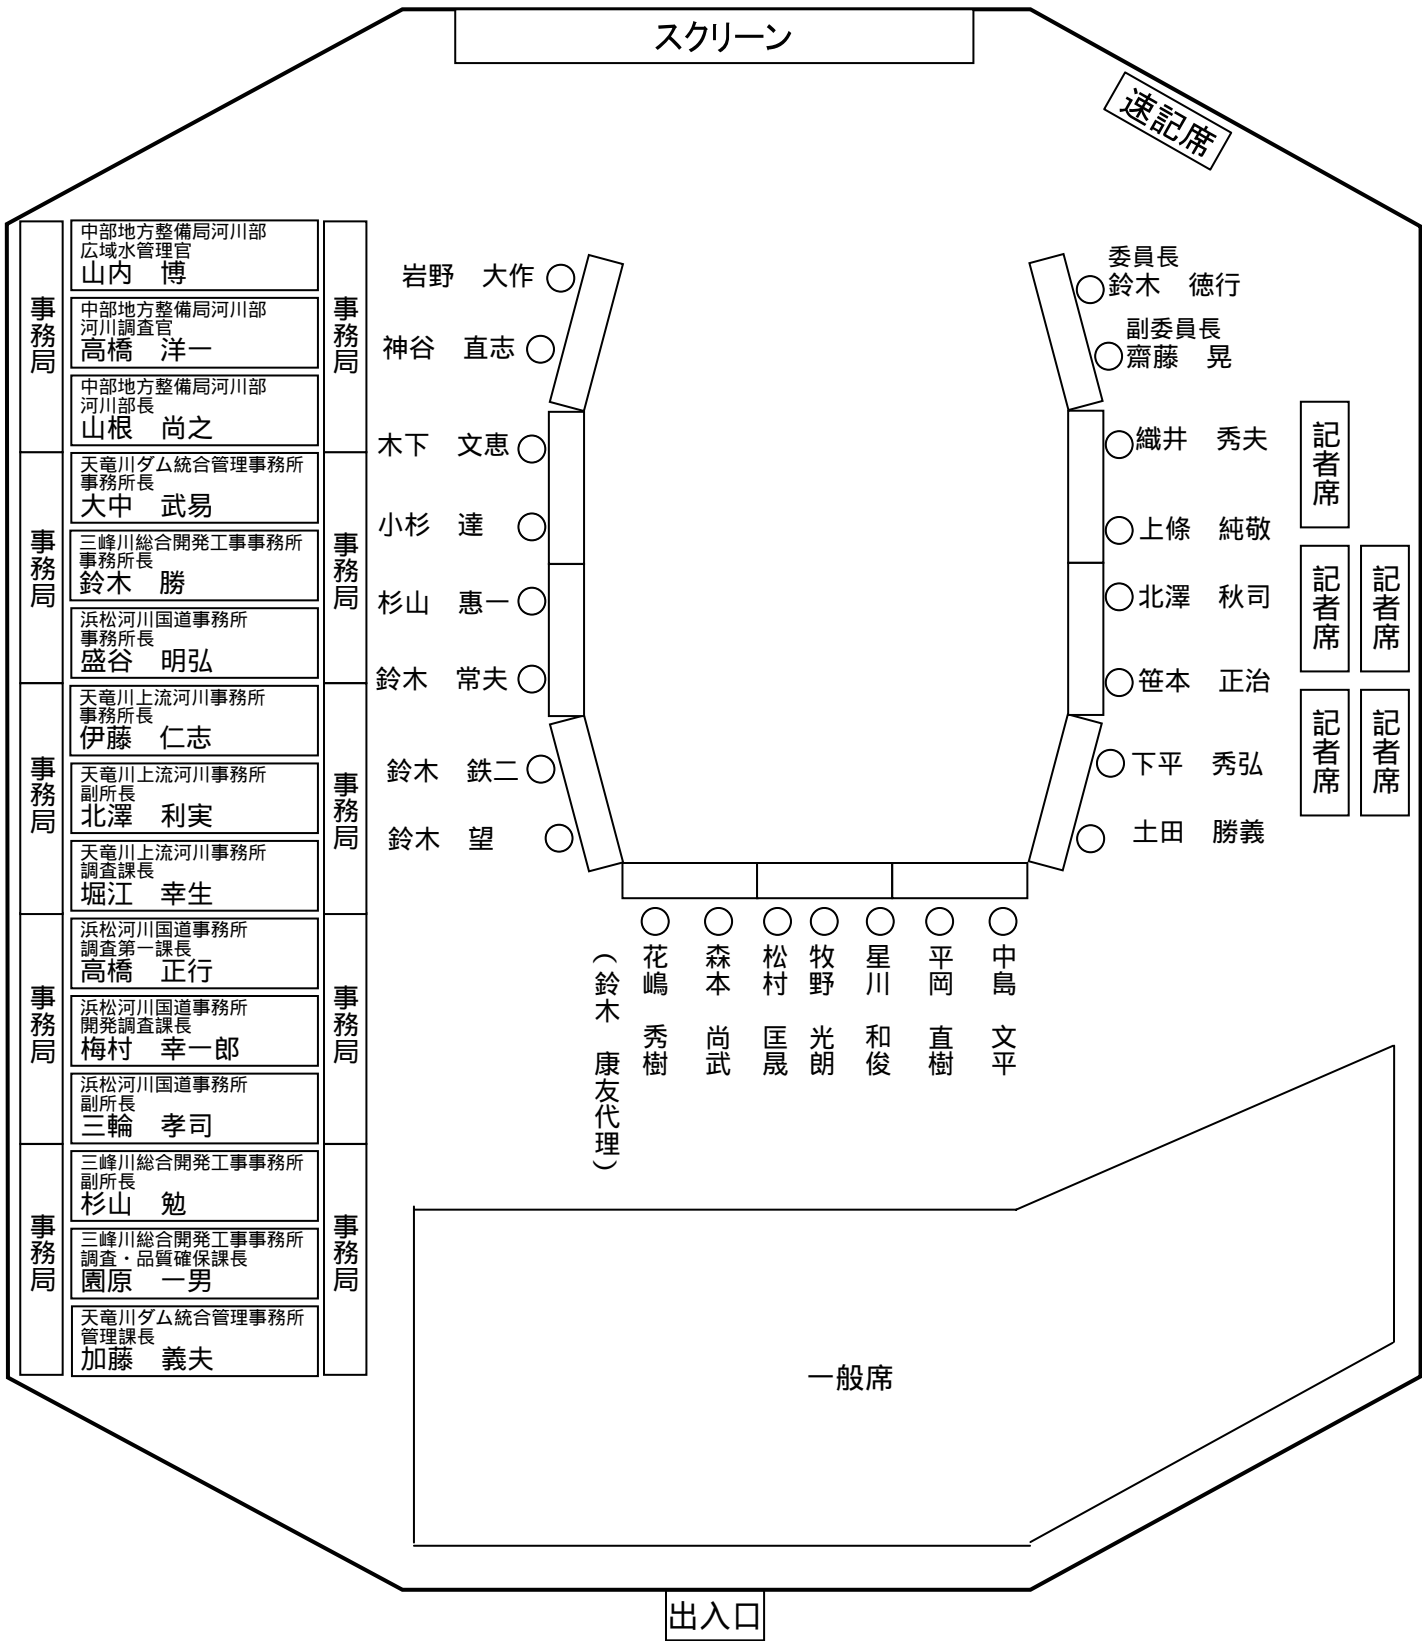 スクリーン
速記席
事務局
事務局
事務局
事務局
事務局
中部地方整備局河川部
広域水管理官
山内　博
中部地方整備局河川部
河川調査官
高橋　洋一
中部地方整備局河川部
河川部長
山根　尚之
天竜川ダム統合管理事務所
事務所長
大中　武易
三峰川総合開発工事事務所
事務所長
鈴木　勝
浜松河川国道事務所
事務所長
盛谷　明弘
天竜川上流河川事務所
事務所長
伊藤　仁志
天竜川上流河川事務所
副所長
北澤　利実
天竜川上流河川事務所
調査課長
堀江　幸生
浜松河川国道事務所
調査第一課長
高橋　正行
浜松河川国道事務所
開発調査課長
梅村　幸一郎
浜松河川国道事務所
副所長
三輪　孝司
三峰川総合開発工事事務所
副所長
杉山　勉
三峰川総合開発工事事務所
調査・品質確保課長
園原　一男
天竜川ダム統合管理事務所
管理課長
加藤　義夫
事務局
事務局
事務局
事務局
事務局
岩野　大作
神谷　直志
木下　文恵
小杉　達
杉山　惠一
鈴木　常夫
鈴木　鉄二
鈴木　望
（鈴木　康友代理）
花嶋　秀樹
森本　尚武
松村　匡晟
牧野　光朗
星川　和俊
平岡　直樹
中島　文平
委員長
鈴木　徳行
副委員長
齋藤　晃
織井　秀夫
上條　純敬
北澤　秋司
笹本　正治
下平　秀弘
土田　勝義
記者席
記者席
記者席
記者席
記者席
一般席
出入口